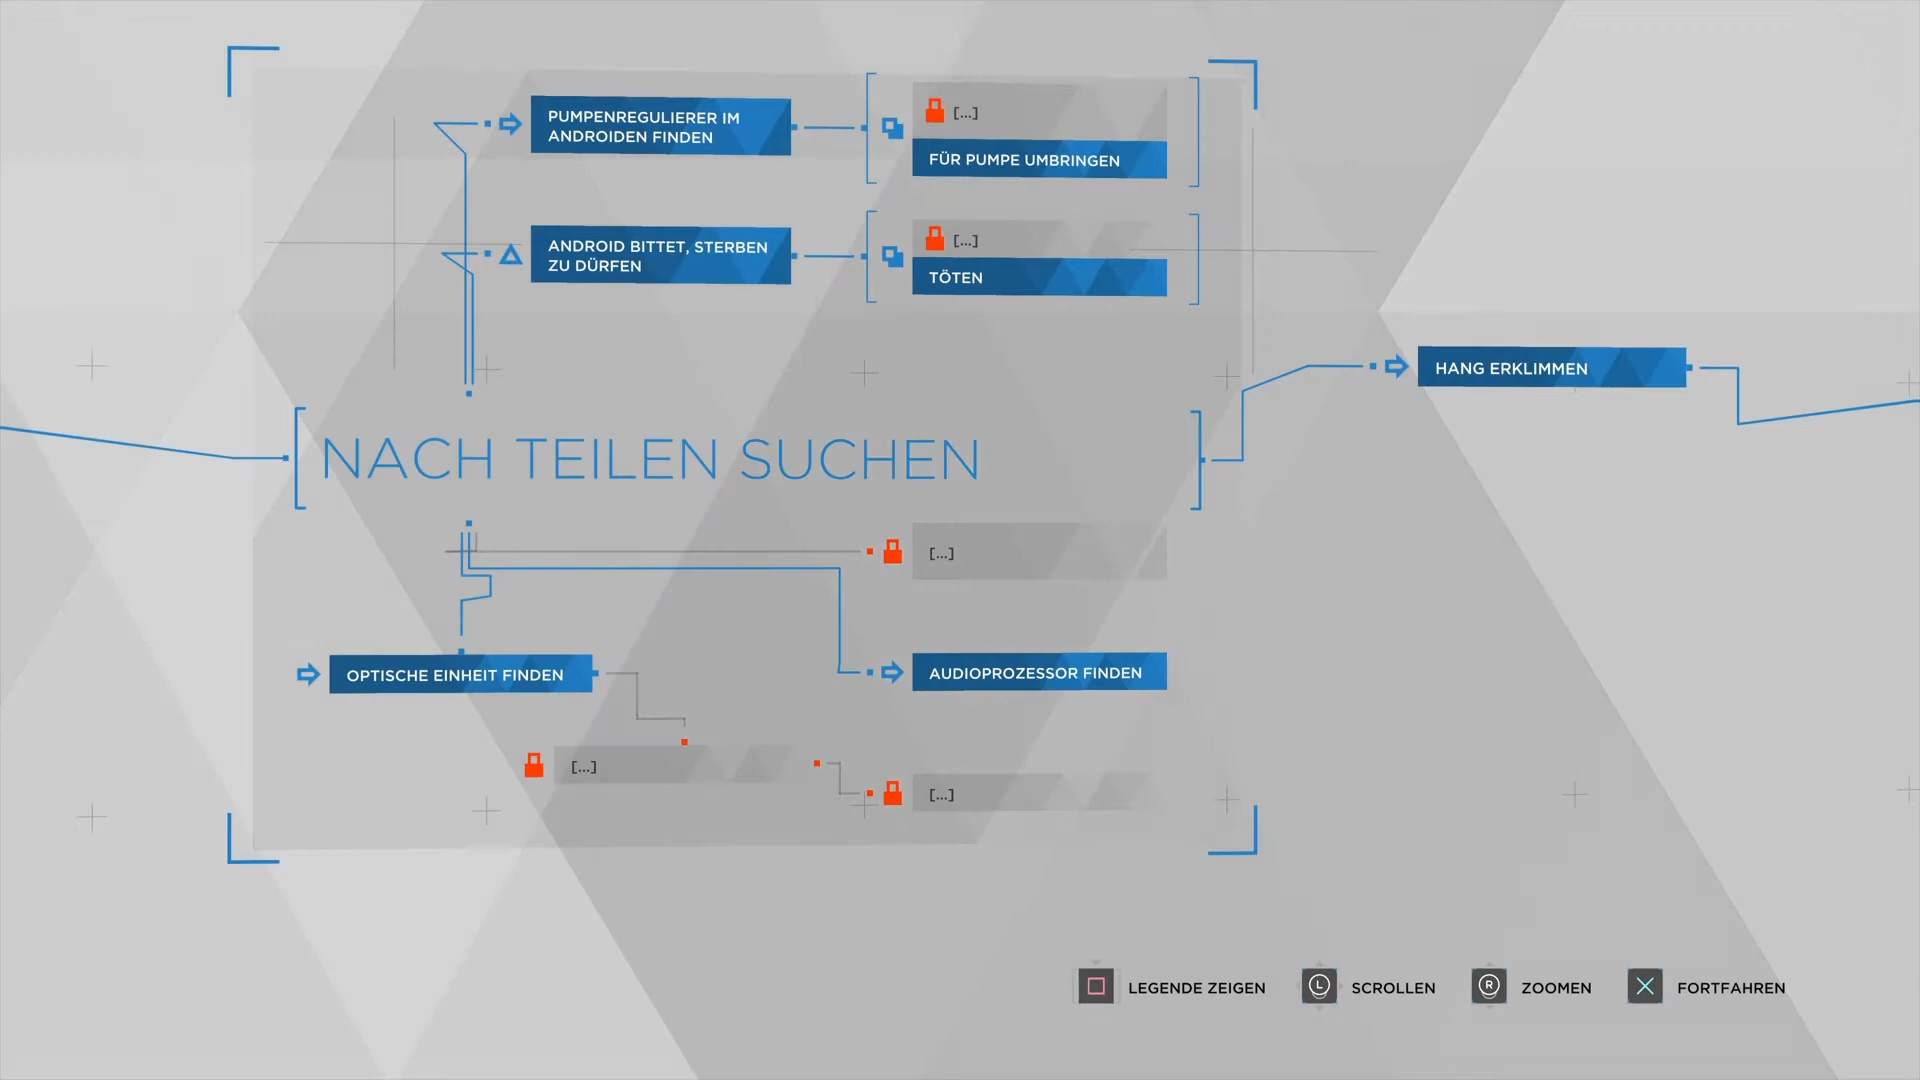 PUMPENREGULIERER IM
ANDROIDEN FINDEN
[...]
FÜR PUMPE UMBRINGEN
ANDROID BITTET, STERBEN
ZU DÜRFEN
[...]
TÖTEN
HANG ERKLIMMEN
NACH TEILEN SUCHEN
[...]
OPTISCHE EINHEIT FINDEN
AUDIOPROZESSOR FINDEN
[...]
[...]
LEGENDE ZEIGEN
L
SCROLLEN
R
ZOOMEN
FORTFAHREN